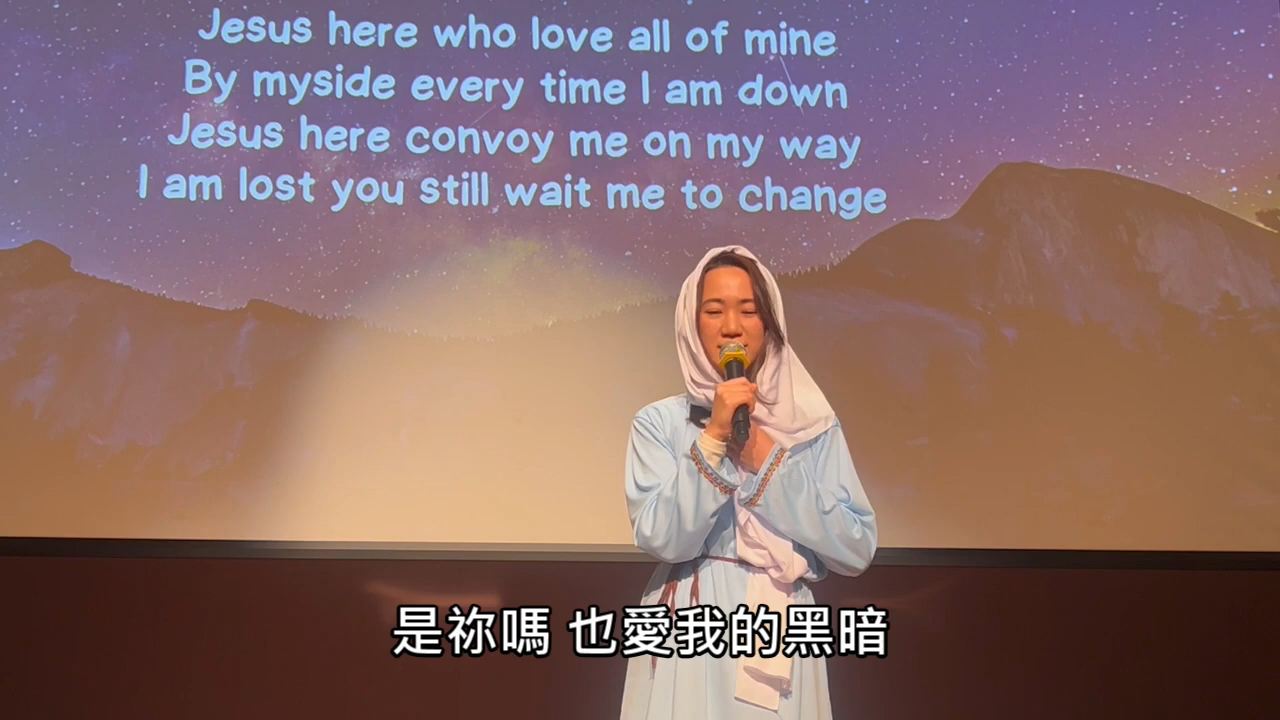 Jesus here who love all of mine
By myside every time I am down
Jesus here convoy me on my way
I am lost you still wait me to change
是祢嗎 也愛我的黑暗